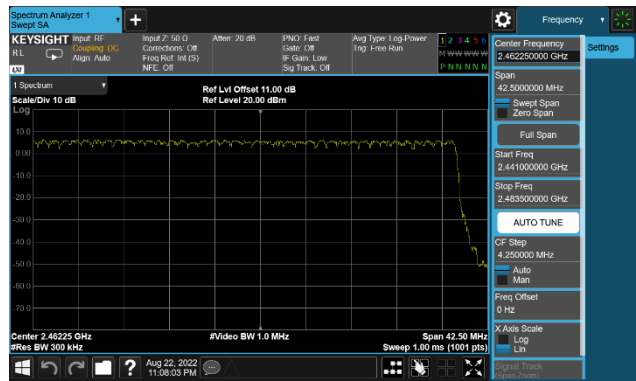 Spectrum Analyzer 1
Swept SA
Frequency
KEYSIGHT
RL
LXI
Input: RF
Coupling: DC
Align: Auto
Input Z: 50 Ω
Corrections: Off
Freq Ref: Int (S)
NFE: Off
Atten: 20 dB
PNO: Fast
Gate: Off
IF Gain: Low
Sig Track: Off
Avg Type: Log-Power
Trig: Free Run
1 2 3 4 5 6
M W W W W W
P N N N N N
Center Frequency
2.462250000 GHz
Settings
Span
42.5000000 MHz
Swept Span
Zero Span
Full Span
Start Freq
2.441000000 GHz
Stop Freq
2.483500000 GHz
AUTO TUNE
CF Step
4.250000 MHz
Auto
Man
Freq Offset
0 Hz
X Axis Scale
Log
Lin
Signal Track
(Span Zoom)
1 Spectrum
Scale/Div 10 dB
Ref Lvl Offset 11.00 dB
Ref Level 20.00 dBm
Log
10.0
0.00
-10.0
-20.0
-30.0
-40.0
-50.0
-60.0
-70.0
Center 2.46225 GHz
#Video BW 1.0 MHz
Span 42.50 MHz
#Res BW 300 kHz
Sweep 1.00 ms (1001 pts)
?
Aug 22, 2022
11:08:03 PM